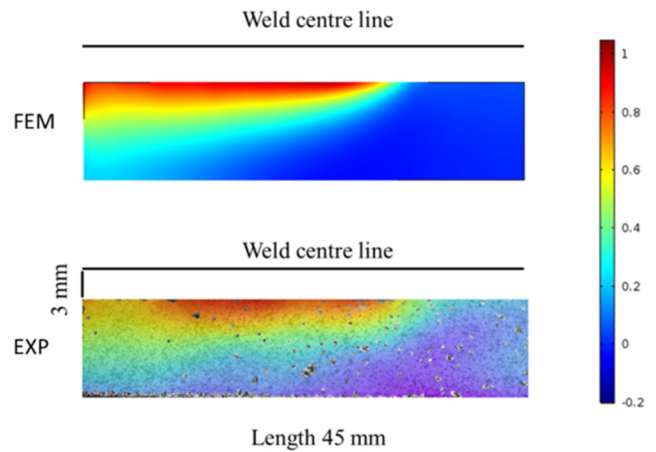 Weld centre line
FEM
1
0.8
0.6
0.4
0.2
0
-0.2
Weld centre line
3 mm
EXP
Length 45 mm